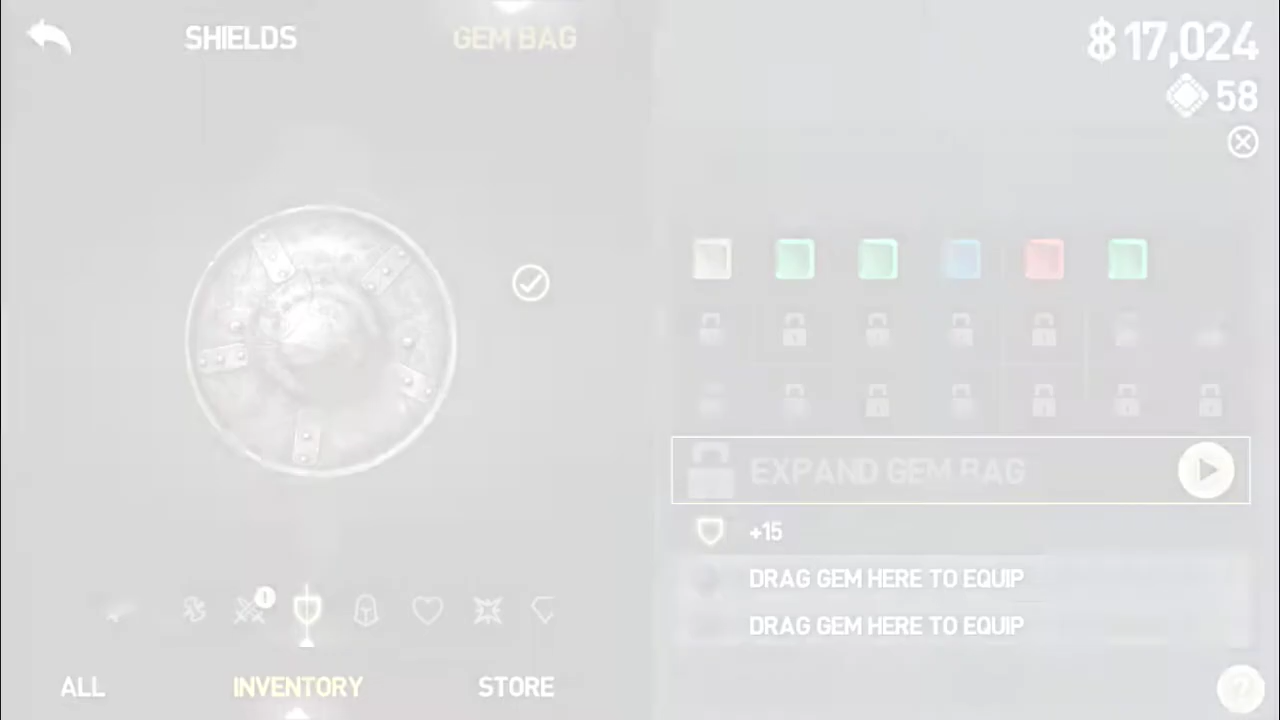 SHIELDS
GEM BAG
17,024
58
EXPAND GEM BAG
+15
DRAG GEM HERE TO EQUIP
DRAG GEM HERE TO EQUIP
1
ALL
INVENTORY
STORE
?